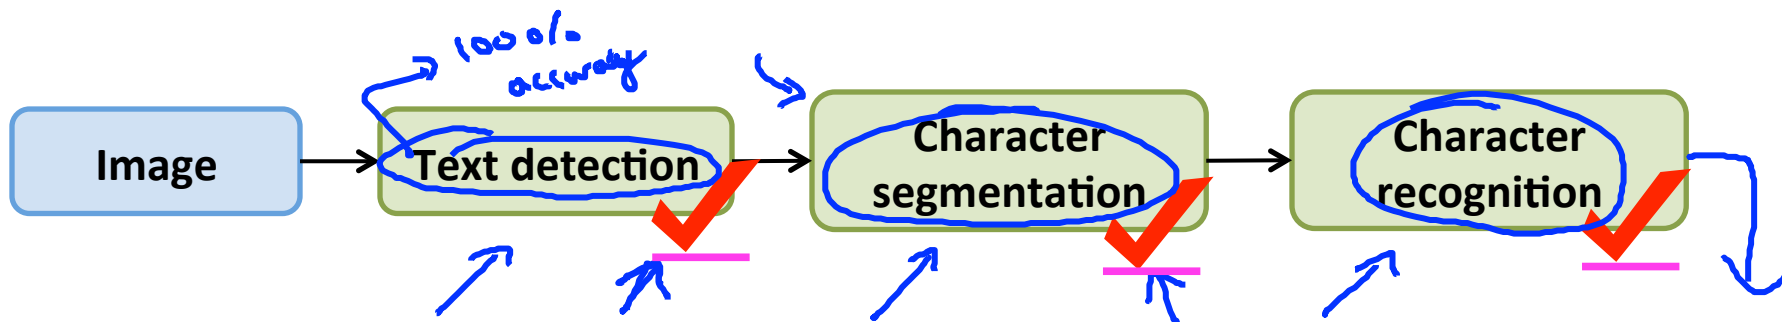 100%
accuracy
Image
Text detection
Character
segmentation
Character
recognition